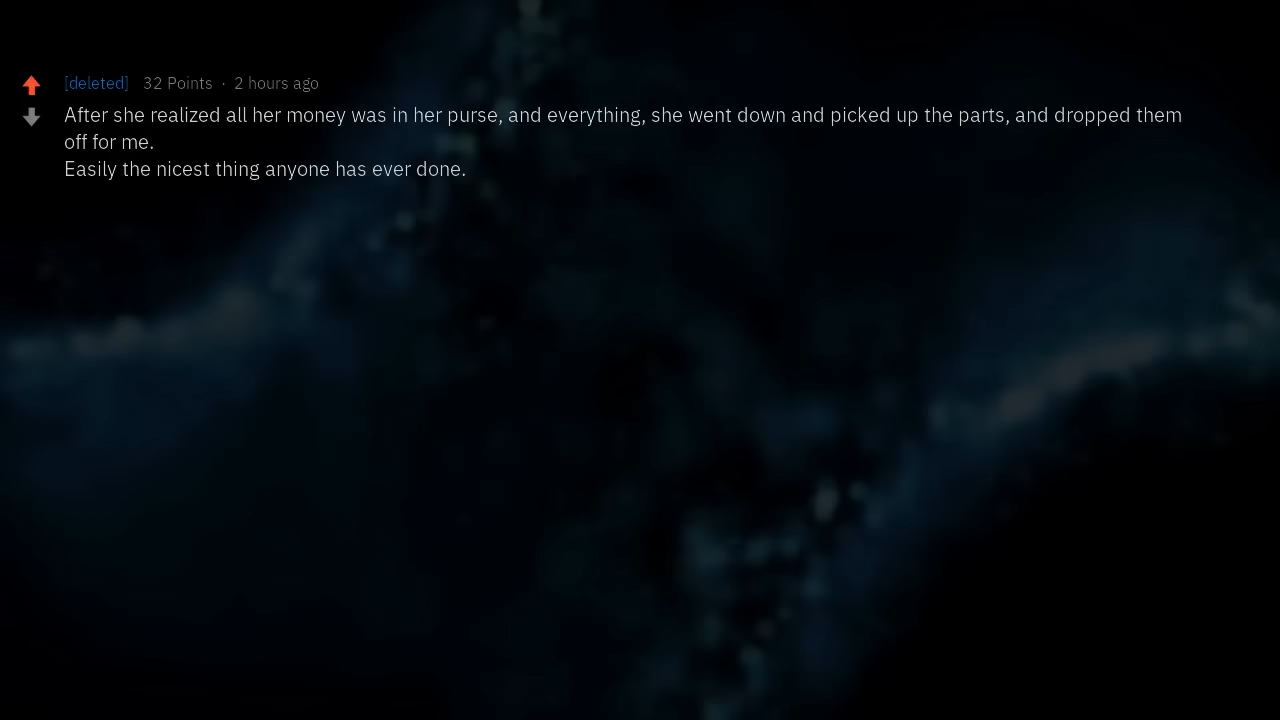 [deleted] 32 Points · 2 hours ago
After she realized all her money was in her purse, and everything, she went down and picked up the parts, and dropped them
off for me.
Easily the nicest thing anyone has ever done.